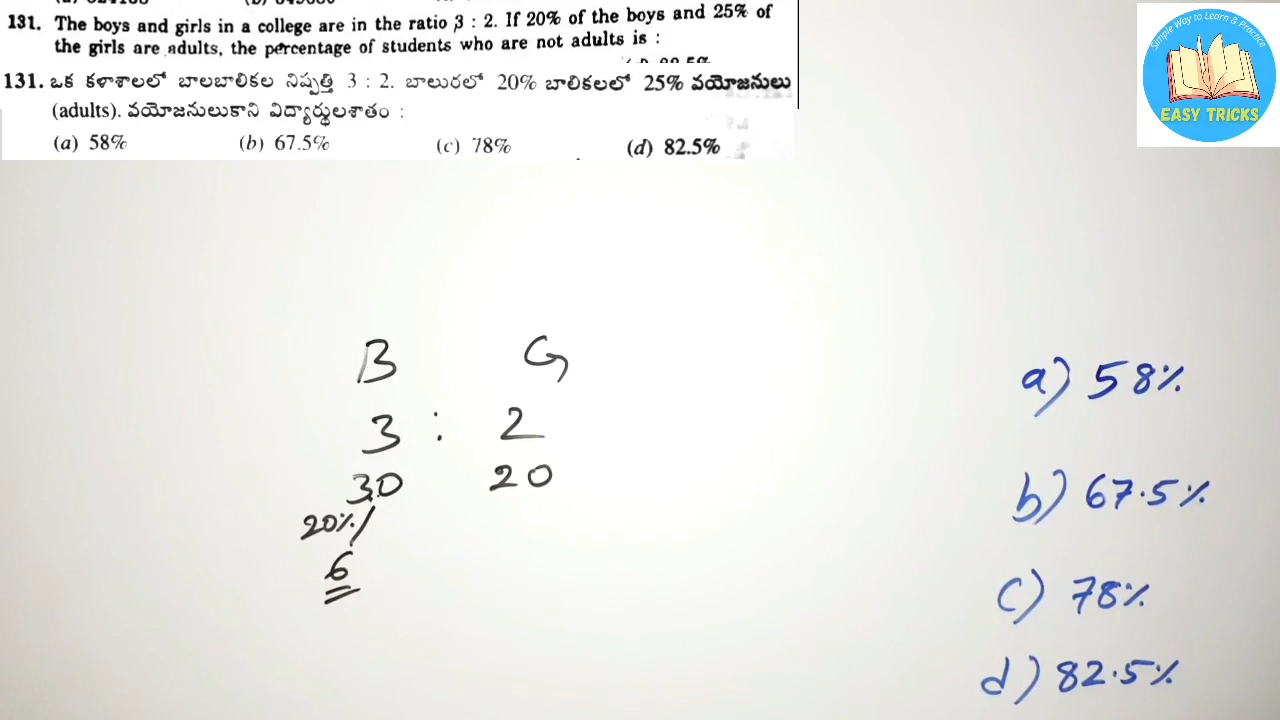 131. The boys and girls in a college are in the ratio 3 : 2. If 20% of the boys and 25% of
the girls are adults, the percentage of students who are not adults is :
131. ఒక కళాశాలలో బాలబాలికల నిష్పత్తి 3 : 2. బాలురలో 20% బాలికలలో 25% వయోజనులు
(adults). వయోజనులుకాని విద్యార్థులశాతం :
(a) 58% (b) 67.5% (c) 78% (d) 82.5%
Simple Way to Learn & Practice
EASY TRICKS
B G
3 : 2
30 20
20%
6
a) 58%
b) 67.5%
c) 78%
d) 82.5%